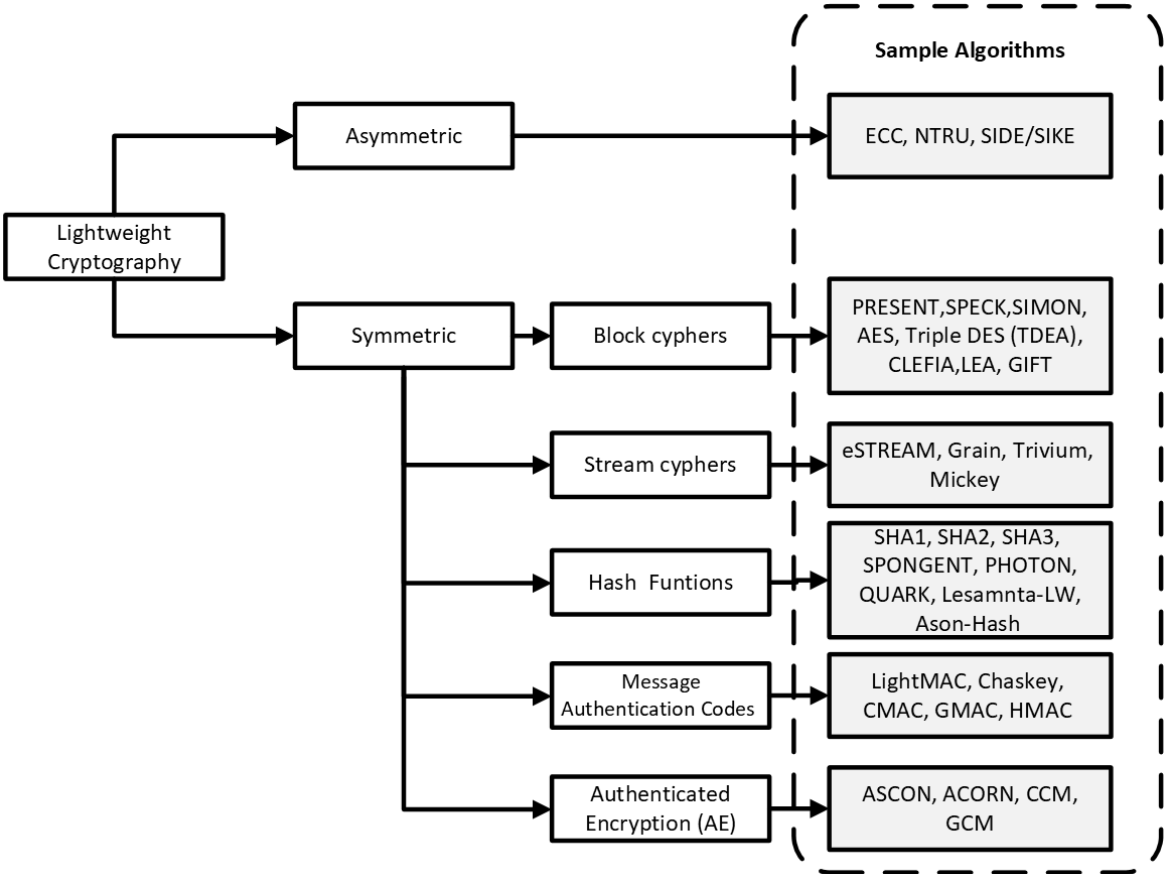 Sample Algorithms
Asymmetric
ECC, NTRU, SIDE/SIKE
Lightweight
Cryptography
Symmetric
Block cyphers
PRESENT,SPECK,SIMON,
AES, Triple DES (TDEA),
CLEFIA,LEA, GIFT
Stream cyphers
eSTREAM, Grain, Trivium,
Mickey
Hash Funtions
SHA1, SHA2, SHA3,
SPONGENT, PHOTON,
QUARK, Lesamnta-LW,
Ason-Hash
Message
Authentication Codes
LightMAC, Chaskey,
CMAC, GMAC, HMAC
Authenticated
Encryption (AE)
ASCON, ACORN, CCM,
GCM